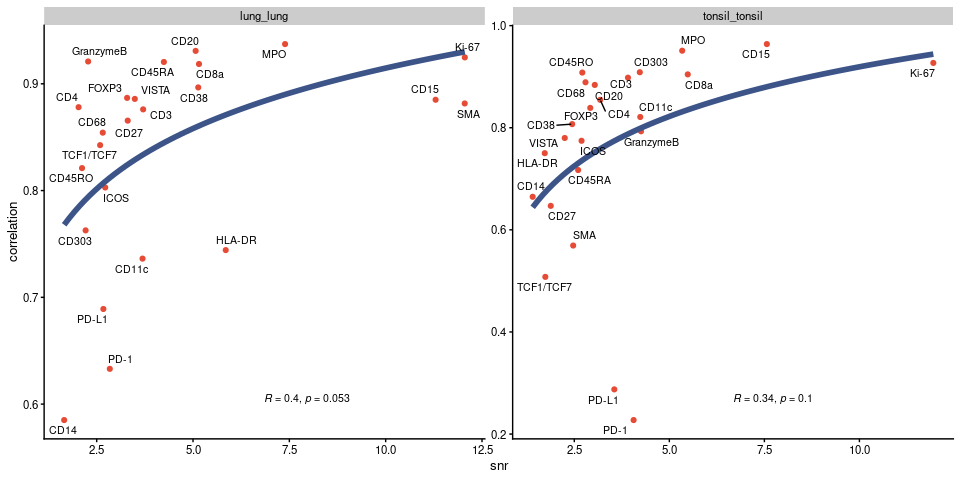 lung_lung
CD20
MPO
Ki-67
GranzymeB
CD45RA
CD8a
FOXP3
VISTA
CD38
CD15
CD4
CD3
SMA
CD68
CD27
TCF1/TCF7
CD45RO
ICOS
CD303
HLA-DR
CD11c
PD-L1
PD-1
CD14
R = 0.4, p = 0.053
0.9
0.8
0.7
0.6
correlation
2.5
5.0
7.5
10.0
12.5
tonsil_tonsil
MPO
CD15
CD45RO
CD303
Ki-67
CD3
CD8a
CD68
CD20
CD11c
CD4
FOXP3
CD38
GranzymeB
VISTA
ICOS
HLA-DR
CD45RA
CD14
CD27
SMA
TCF1/TCF7
PD-L1
PD-1
R = 0.34, p = 0.1
1.0
0.8
0.6
0.4
0.2
2.5
5.0
7.5
10.0
snr